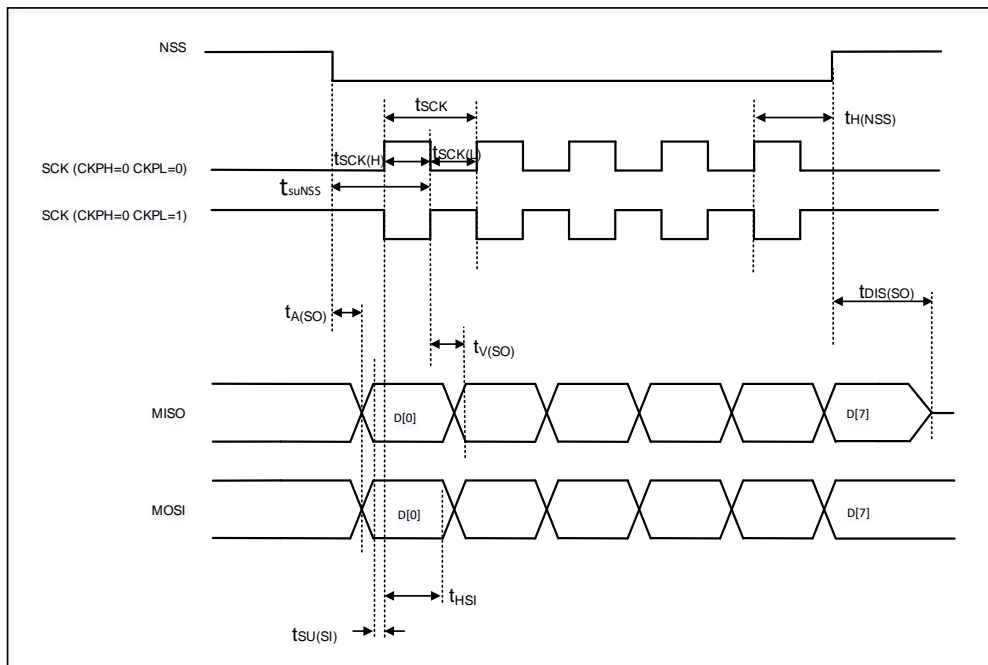 NSS
tSCK
tH(NSS)
tSCK(H)
tSCK(L)
SCK (CKPH=0 CKPL=0)
tsuNSS
SCK (CKPH=0 CKPL=1)
tDIS(SO)
tA(SO)
tV(SO)
MISO
D[0]
D[7]
MOSI
D[0]
D[7]
tHSI
tSU(SI)